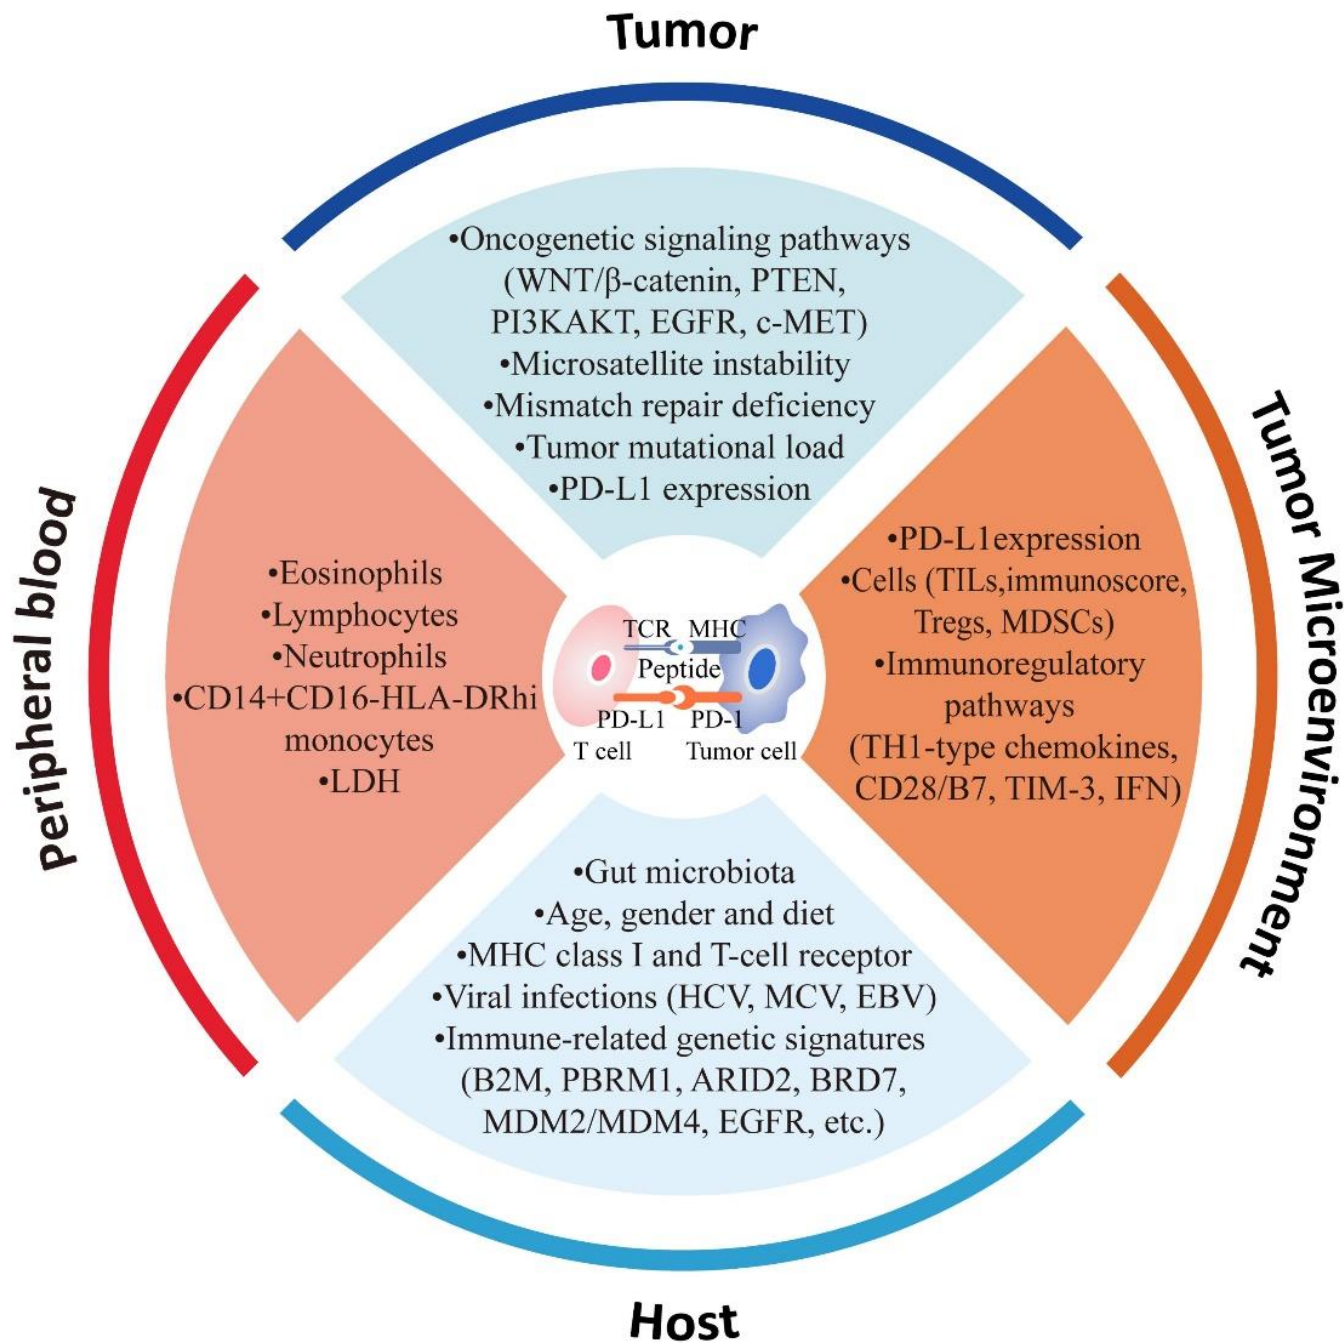 Tumor
•Oncogenetic signaling pathways
(WNT/β-catenin, PTEN,
PI3KAKT, EGFR, c-MET)
•Microsatellite instability
•Mismatch repair deficiency
•Tumor mutational load
•PD-L1 expression
Peripheral blood
•Eosinophils
•Lymphocytes
•Neutrophils
•CD14+CD16-HLA-DRhi
monocytes
•LDH
TCR MHC
Peptide
PD-L1 PD-1
T cell Tumor cell
•PD-L1expression
•Cells (TILs,immunoscore,
Tregs, MDSCs)
•Immunoregulatory
pathways
(TH1-type chemokines,
CD28/B7, TIM-3, IFN)
Tumor Microenvironment
•Gut microbiota
•Age, gender and diet
•MHC class I and T-cell receptor
•Viral infections (HCV, MCV, EBV)
•Immune-related genetic signatures
(B2M, PBRM1, ARID2, BRD7,
MDM2/MDM4, EGFR, etc.)
Host